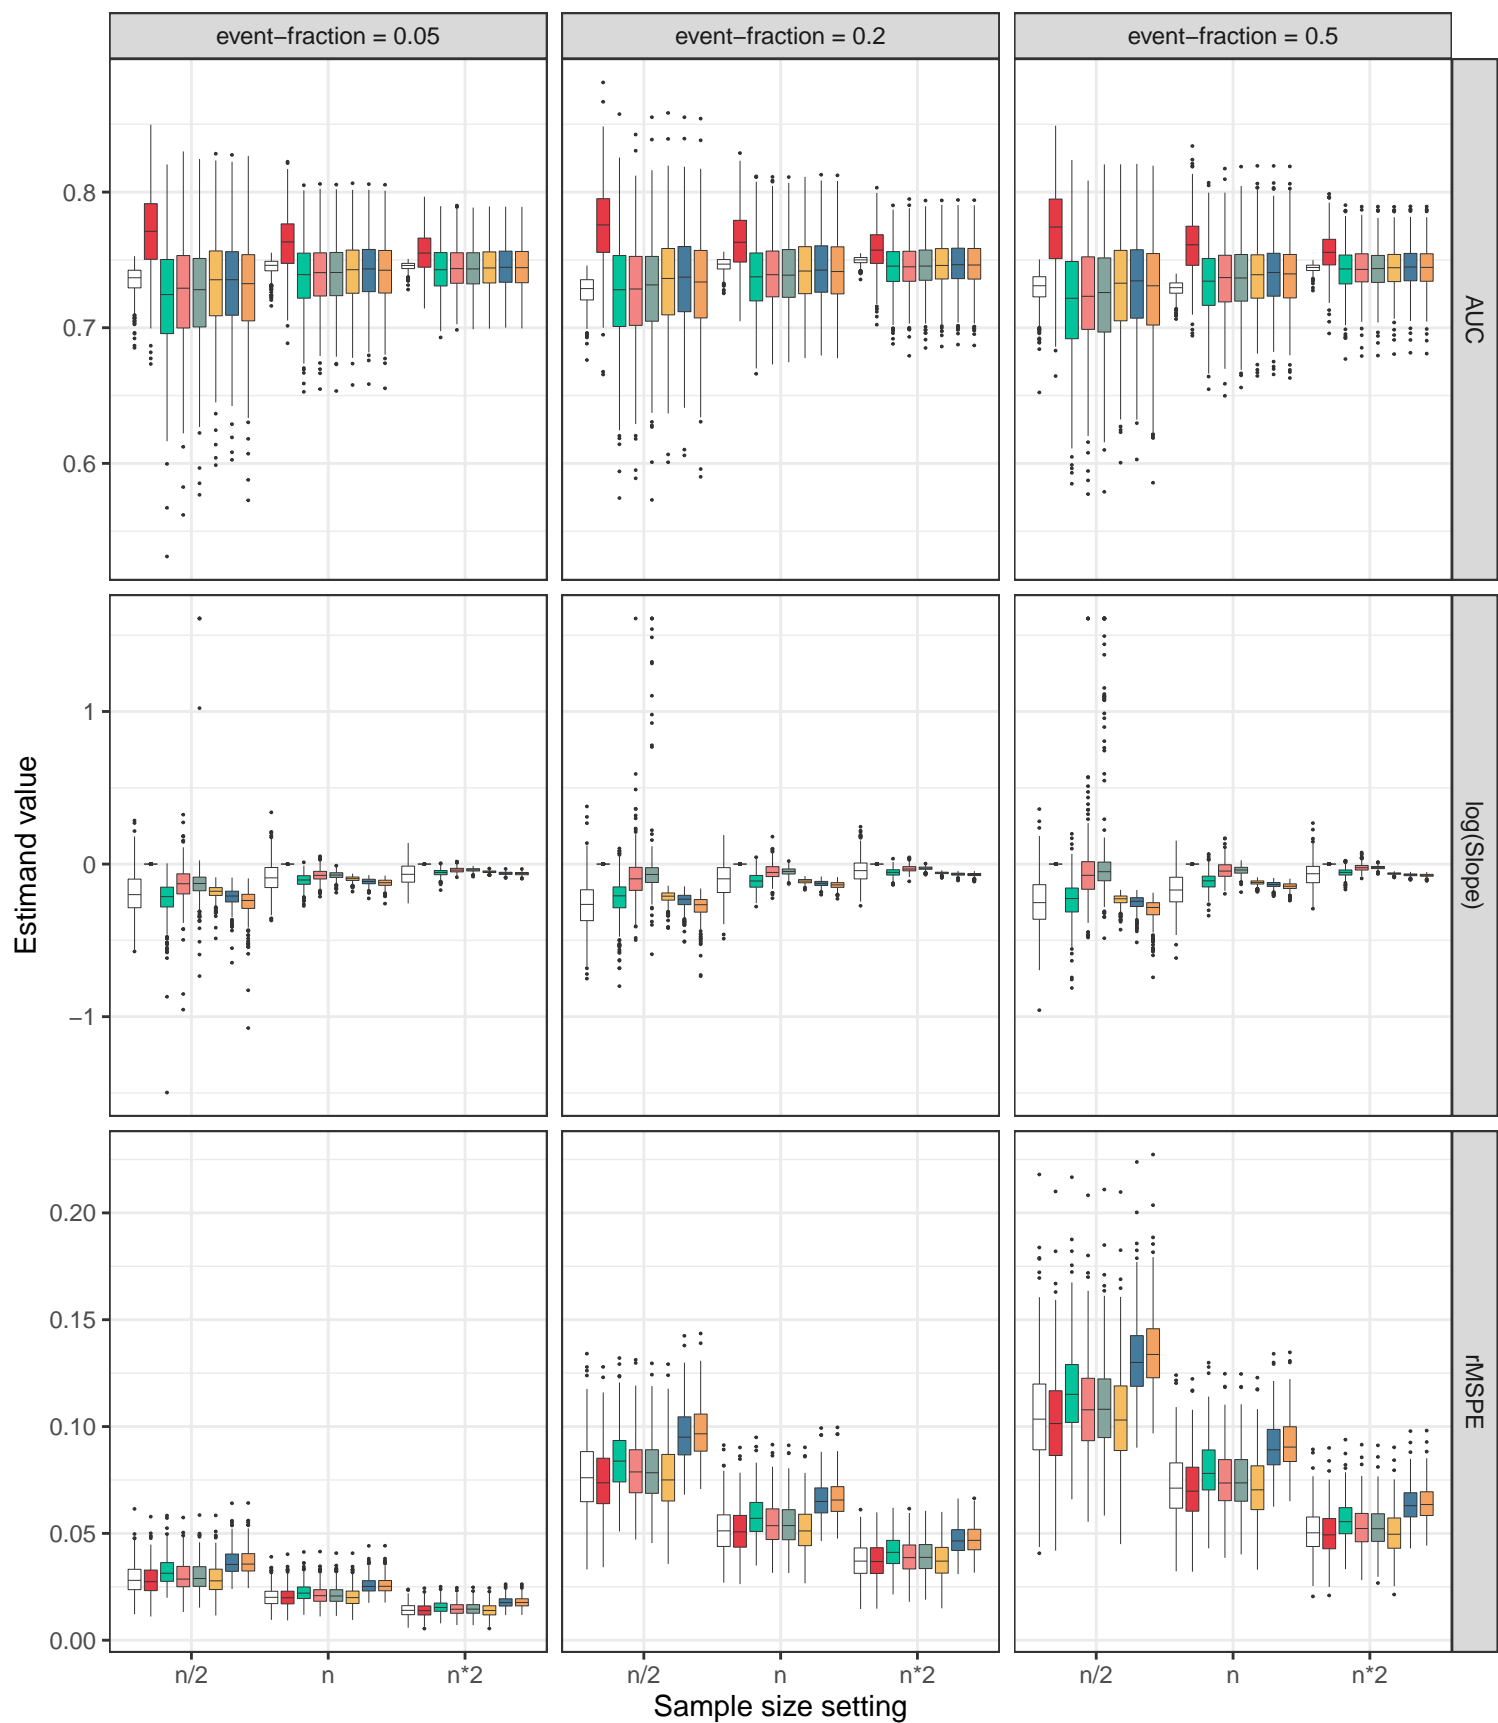 event−fraction = 0.05
event−fraction = 0.2
event−fraction = 0.5
0.8
0.7
0.6
AUC
1
0
−1
log(Slope)
0.20
0.15
0.10
0.05
0.00
rMSPE
Estimand value
n/2
n
n*2
n/2
n
n*2
n/2
n
n*2
Sample size setting